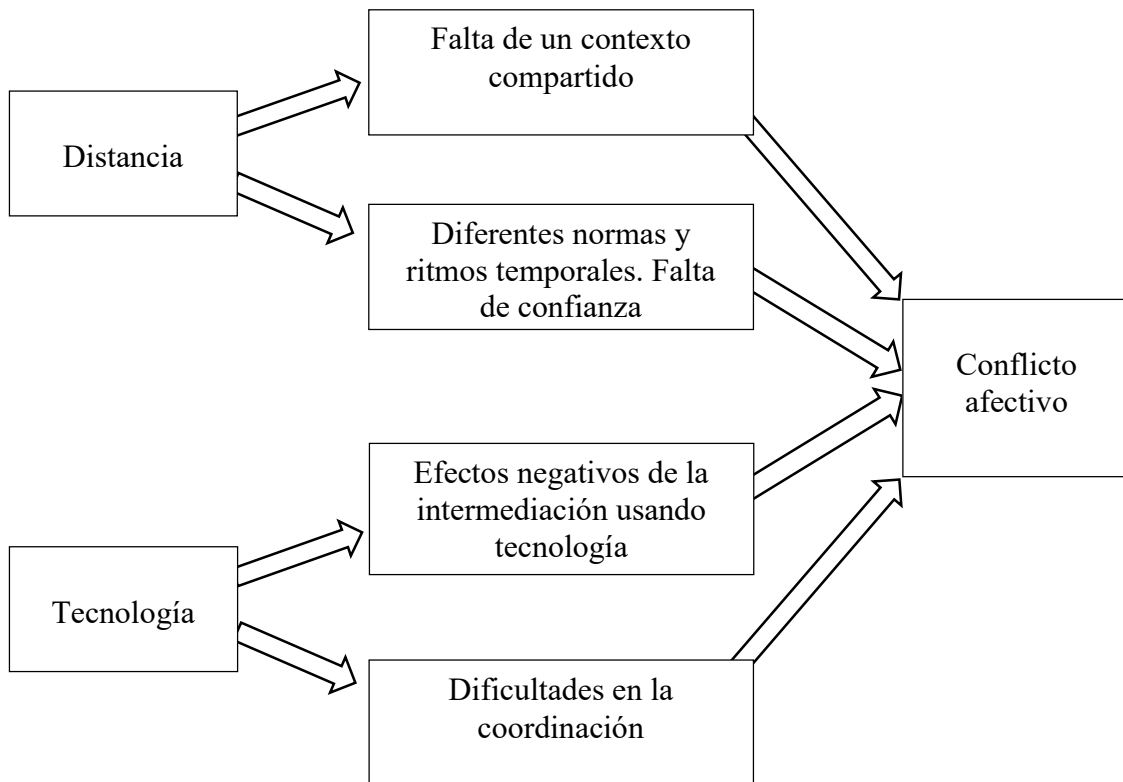 Falta de un contexto
compartido
Distancia
Diferentes normas y
ritmos temporales. Falta
de confianza
Conflicto
afectivo
Efectos negativos de la
intermediación usando
tecnología
Tecnología
Dificultades en la
coordinación